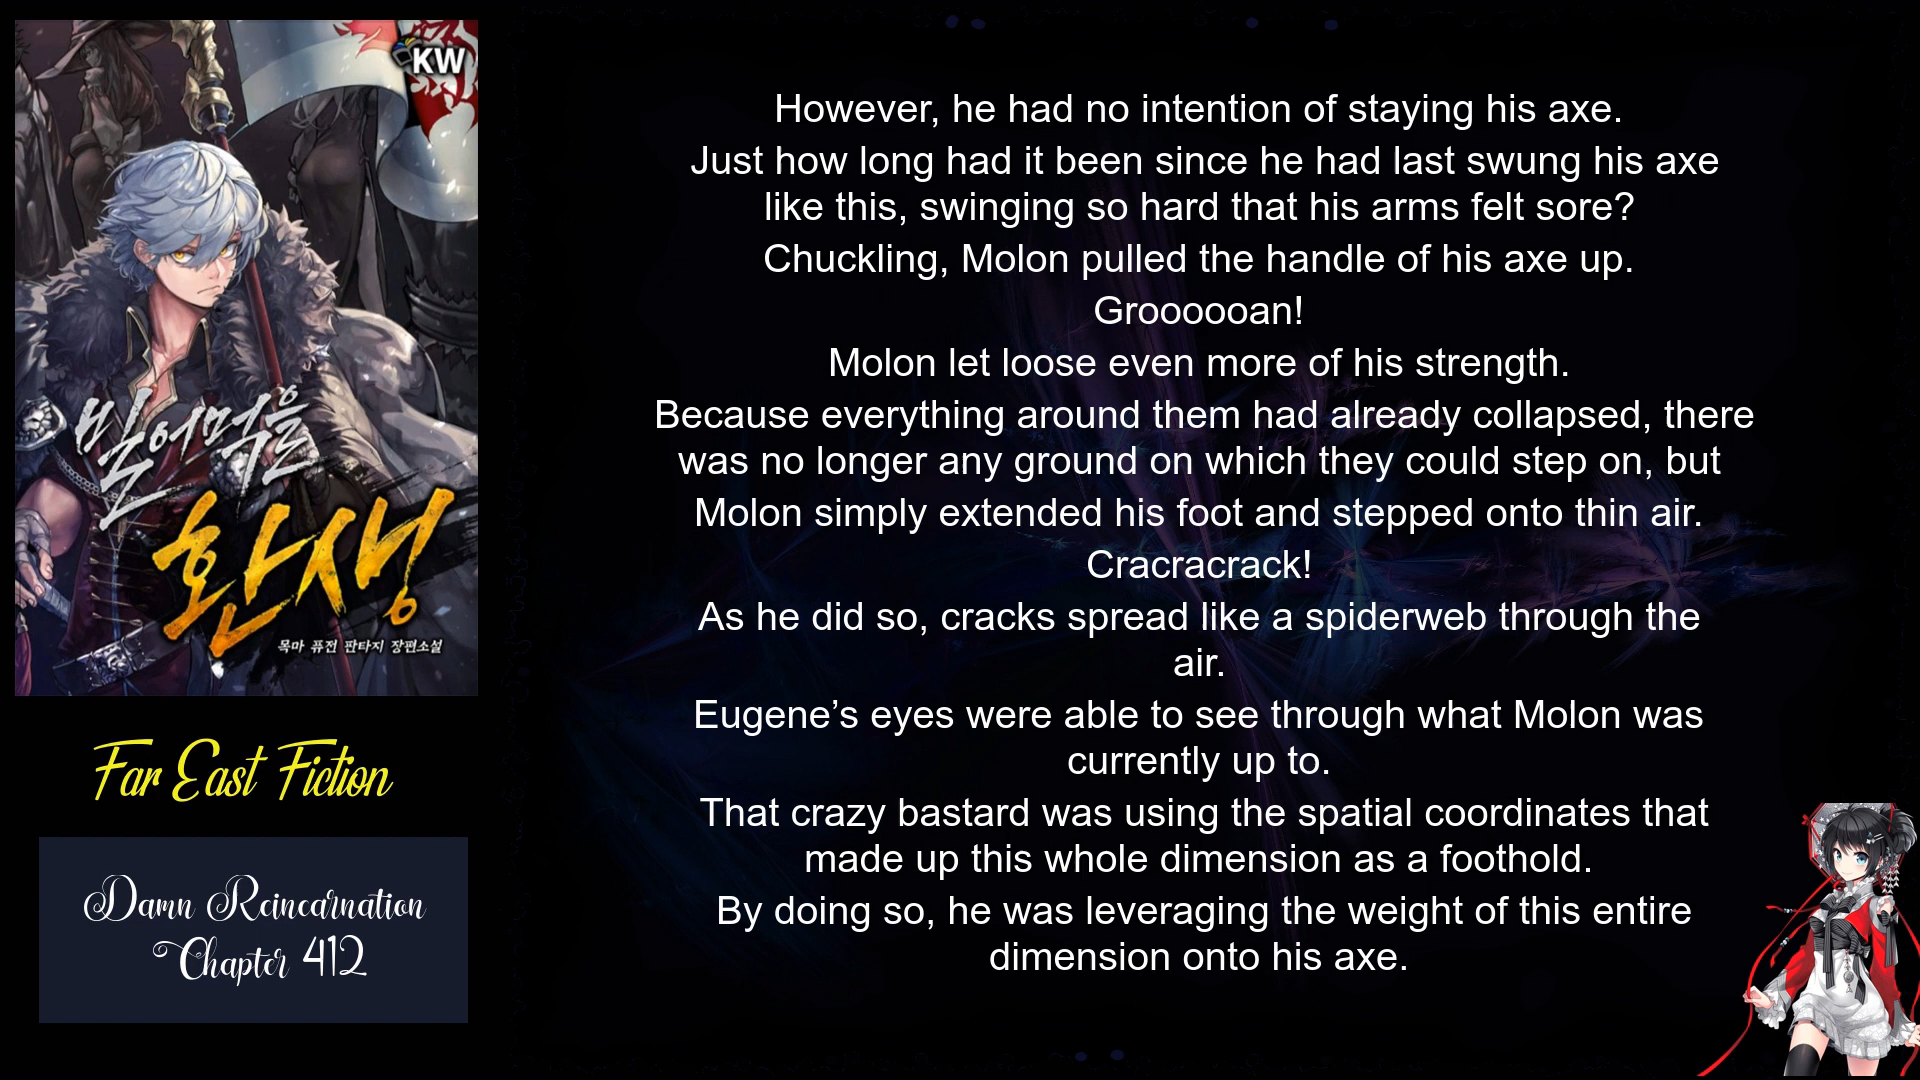 KW
빌어먹을
환생
목마 퓨전 판타지 장편소설
Far East Fiction
Damn Reincarnation
Chapter 412
However, he had no intention of staying his axe.
Just how long had it been since he had last swung his axe
like this, swinging so hard that his arms felt sore?
Chuckling, Molon pulled the handle of his axe up.
Groooooan!
Molon let loose even more of his strength.
Because everything around them had already collapsed, there
was no longer any ground on which they could step on, but
Molon simply extended his foot and stepped onto thin air.
Cracracrack!
As he did so, cracks spread like a spiderweb through the
air.
Eugene’s eyes were able to see through what Molon was
currently up to.
That crazy bastard was using the spatial coordinates that
made up this whole dimension as a foothold.
By doing so, he was leveraging the weight of this entire
dimension onto his axe.